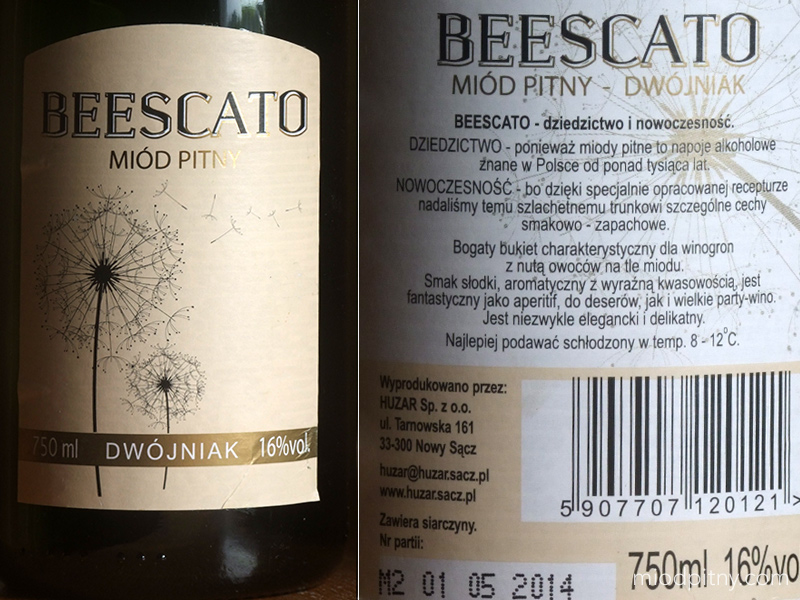 BEESCATO
MIÓD PITNY
750 ml DWÓJNIAK 16%vol.
BEESCATO
MIÓD PITNY - DWÓJNIAK
BEESCATO - dziedzictwo i nowoczesność.
DZIEDZICTWO - ponieważ miody pitne to napoje alkoholowe
znane w Polsce od ponad tysiąca lat.
NOWOCZESNOŚĆ - bo dzięki specjalnie opracowanej recepturze
nadaliśmy temu szlachetnemu trunkowi szczególne cechy
smakowo - zapachowe.
Bogaty bukiet charakterystyczny dla winogron
z nutą owoców na tle miodu.
Smak słodki, aromatyczny z wyraźną kwasowością, jest
fantastyczny jako aperitif, do deserów, jak i wielkie party-wino.
Jest niezwykle elegancki i delikatny.
Najlepiej podawać schłodzony w temp. 8 - 12°C.
Wyprodukowano przez:
HUZAR Sp. z o.o.
ul. Tarnowska 161
33-300 Nowy Sącz
huzar@huzar.sacz.pl
www.huzar.sacz.pl
Zawiera siarczyny.
Nr partii:
M2 01 05 2014
5 907707 120121 >
750ml 16%vo
miodpitny.com